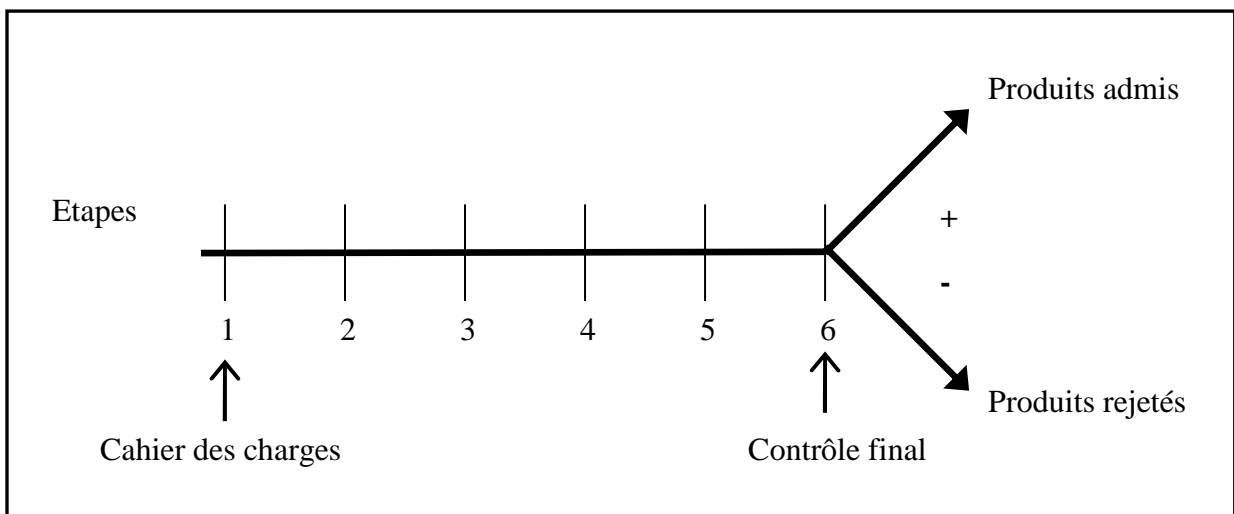 Produits admis
Etapes
+
-
1 2 3 4 5 6
Produits rejetés
Cahier des charges
Contrôle final